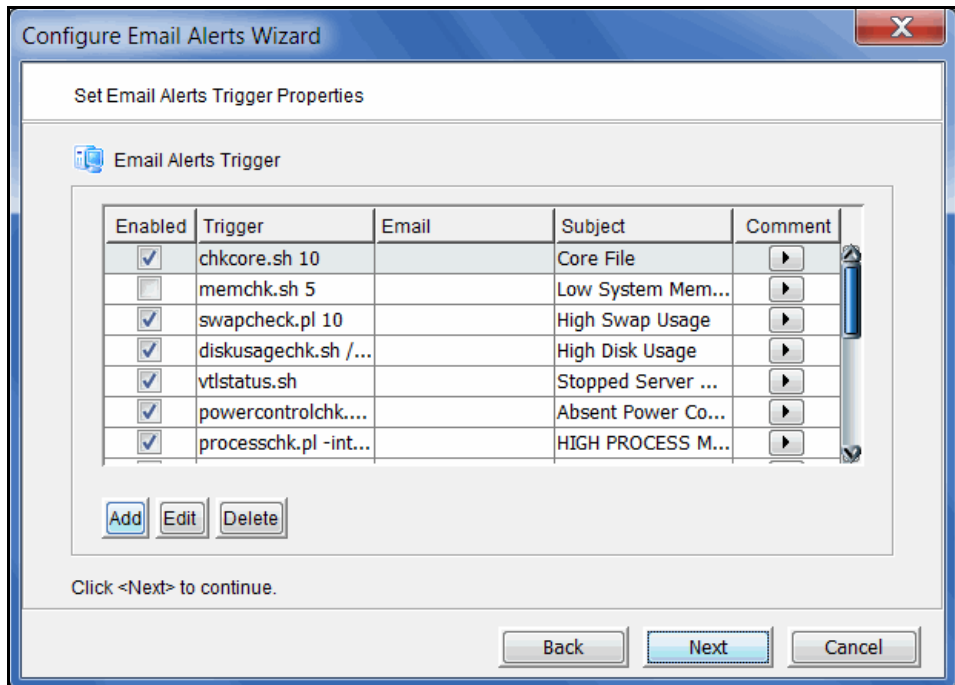 Configure Email Alerts Wizard
X
Set Email Alerts Trigger Properties
Email Alerts Trigger
Enabled Trigger Email Subject Comment
chkcore.sh 10 Core File
memchk.sh 5 Low System Mem...
swapcheck.pl 10 High Swap Usage
diskusagechk.sh /... High Disk Usage
vtlstatus.sh Stopped Server ...
powercontrolchk.... Absent Power Co...
processchk.pl -int... HIGH PROCESS M...
Add Edit Delete
Click <Next> to continue.
Back Next Cancel